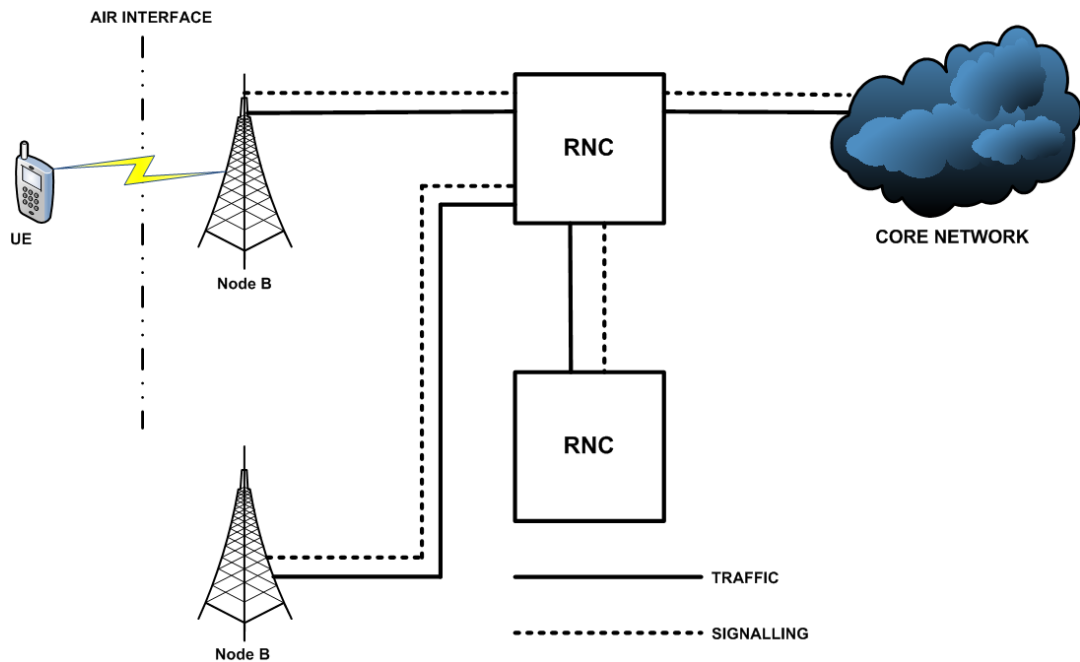 AIR INTERFACE
RNC
UE
CORE NETWORK
Node B
RNC
TRAFFIC
SIGNALLING
Node B